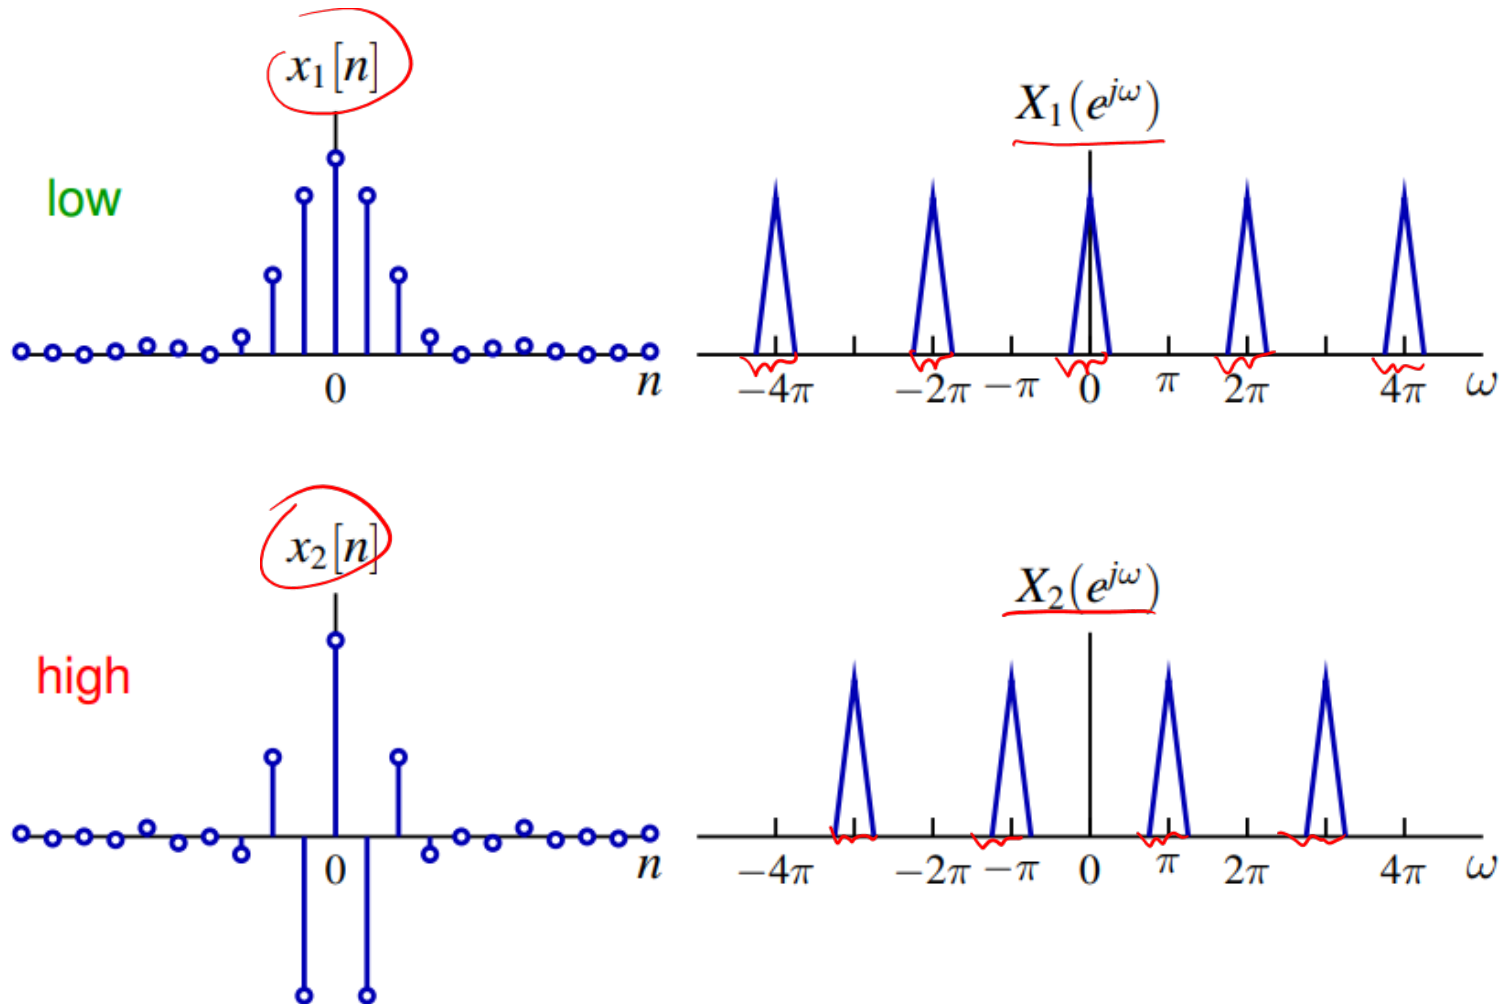 x₁[n]
X₁(e^{jω})
low
0 n
−4π −2π −π 0 π 2π 4π ω
x₂[n]
X₂(e^{jω})
high
0 n
−4π −2π −π 0 π 2π 4π ω